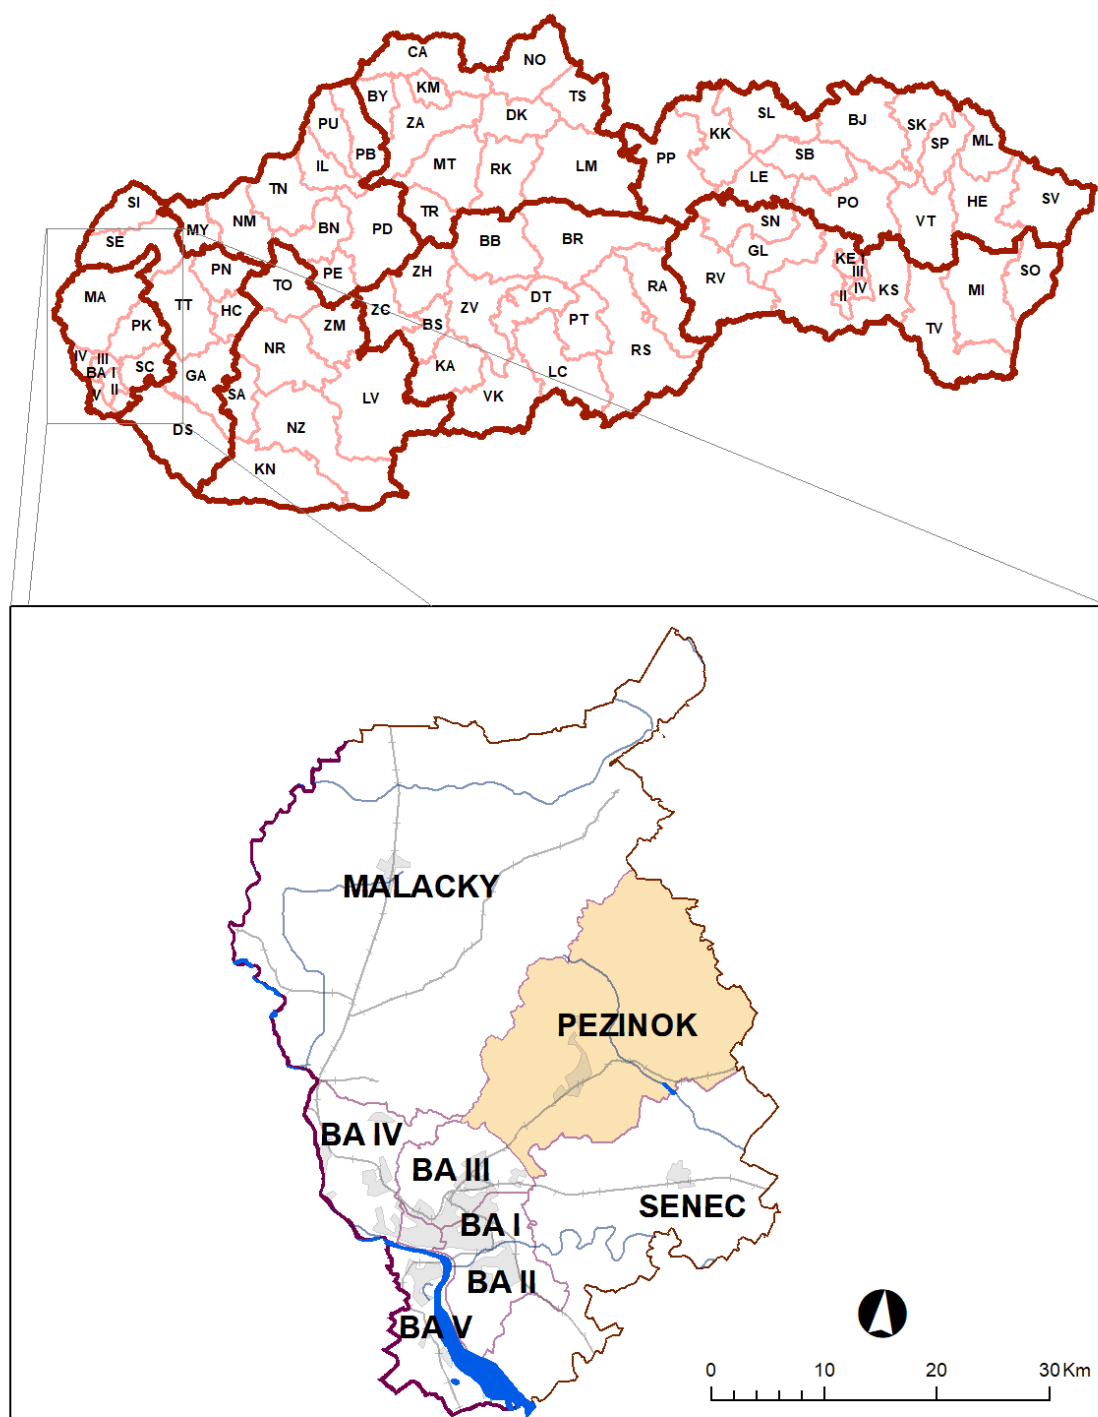 CA
NO
BY
KM
TS
PU
ZA
DK
SL
BJ
SK
ML
KK
SP
PB
IL
MT
RK
LM
PP
SB
LE
TN
SI
NM
MY
TR
PD
BN
PO
HE
SV
VT
SN
SE
BB
BR
GL
KE I
III
IV
II
KS
SO
MI
PN
PE
ZH
TO
RV
RA
MA
TT
HC
ZC
ZM
BS
ZV
DT
PT
TV
PK
NR
RS
IV
III
BA I
II
V
SC
GA
KA
LC
SA
LV
VK
DS
NZ
KN
MALACKY
PEZINOK
BA IV
BA III
SENEC
BA I
BA II
BA V
0 10 20 30 Km